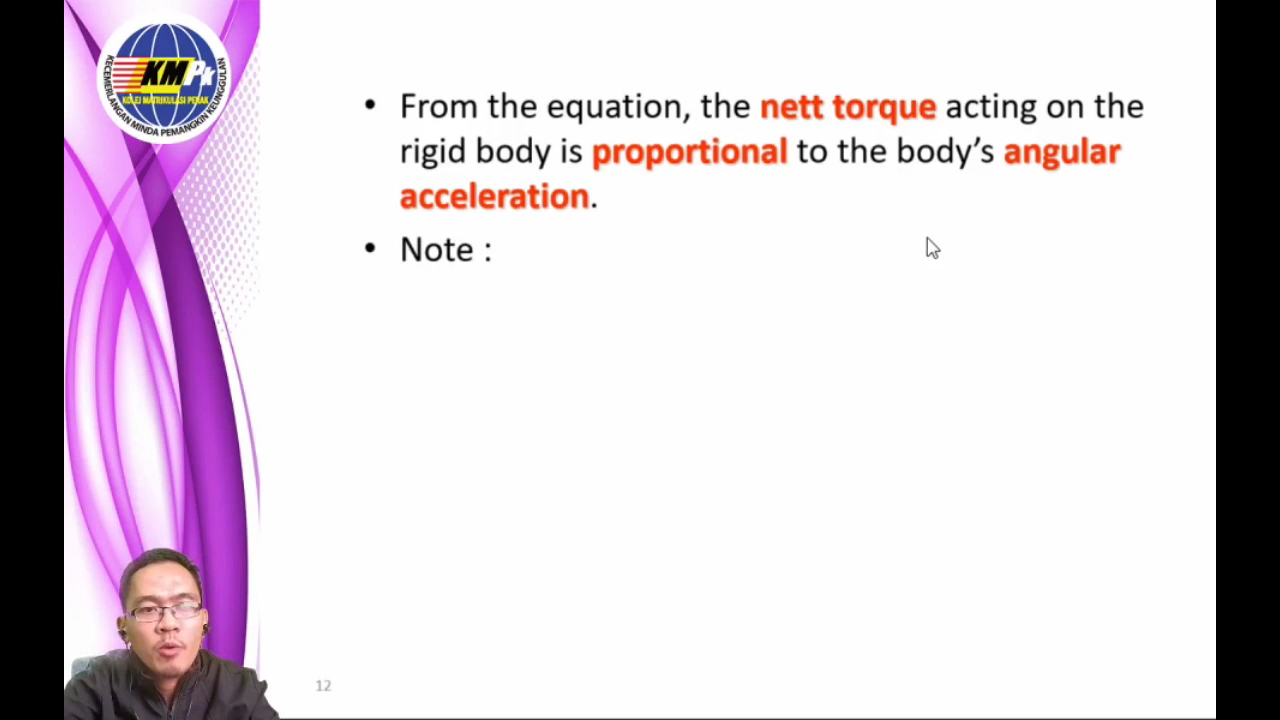 KMPk
KOLEJ MATRIKULASI PERAK
KECEMERLANGAN MINDA PEMANGKIN KEUNGGULAN
• From the equation, the nett torque acting on the
rigid body is proportional to the body’s angular
acceleration.
• Note :
12